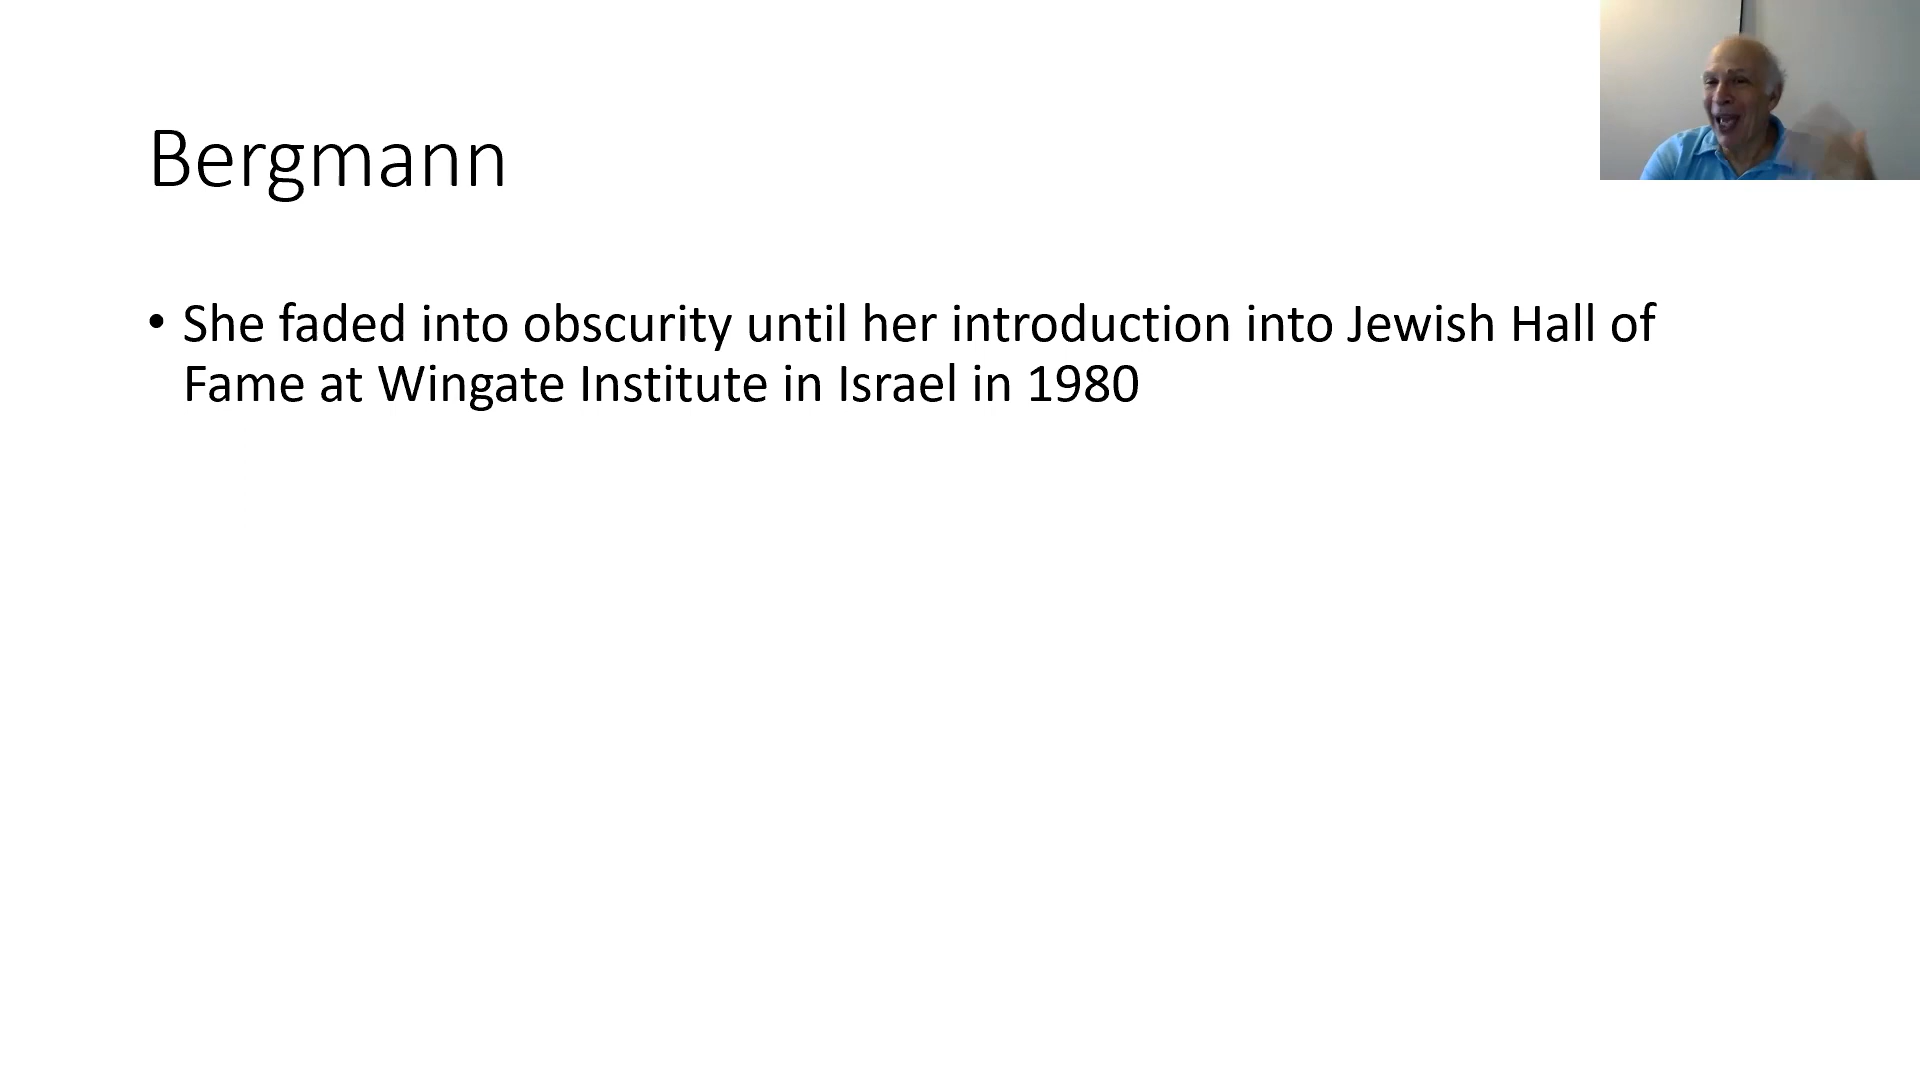 Bergmann
• She faded into obscurity until her introduction into Jewish Hall of
Fame at Wingate Institute in Israel in 1980